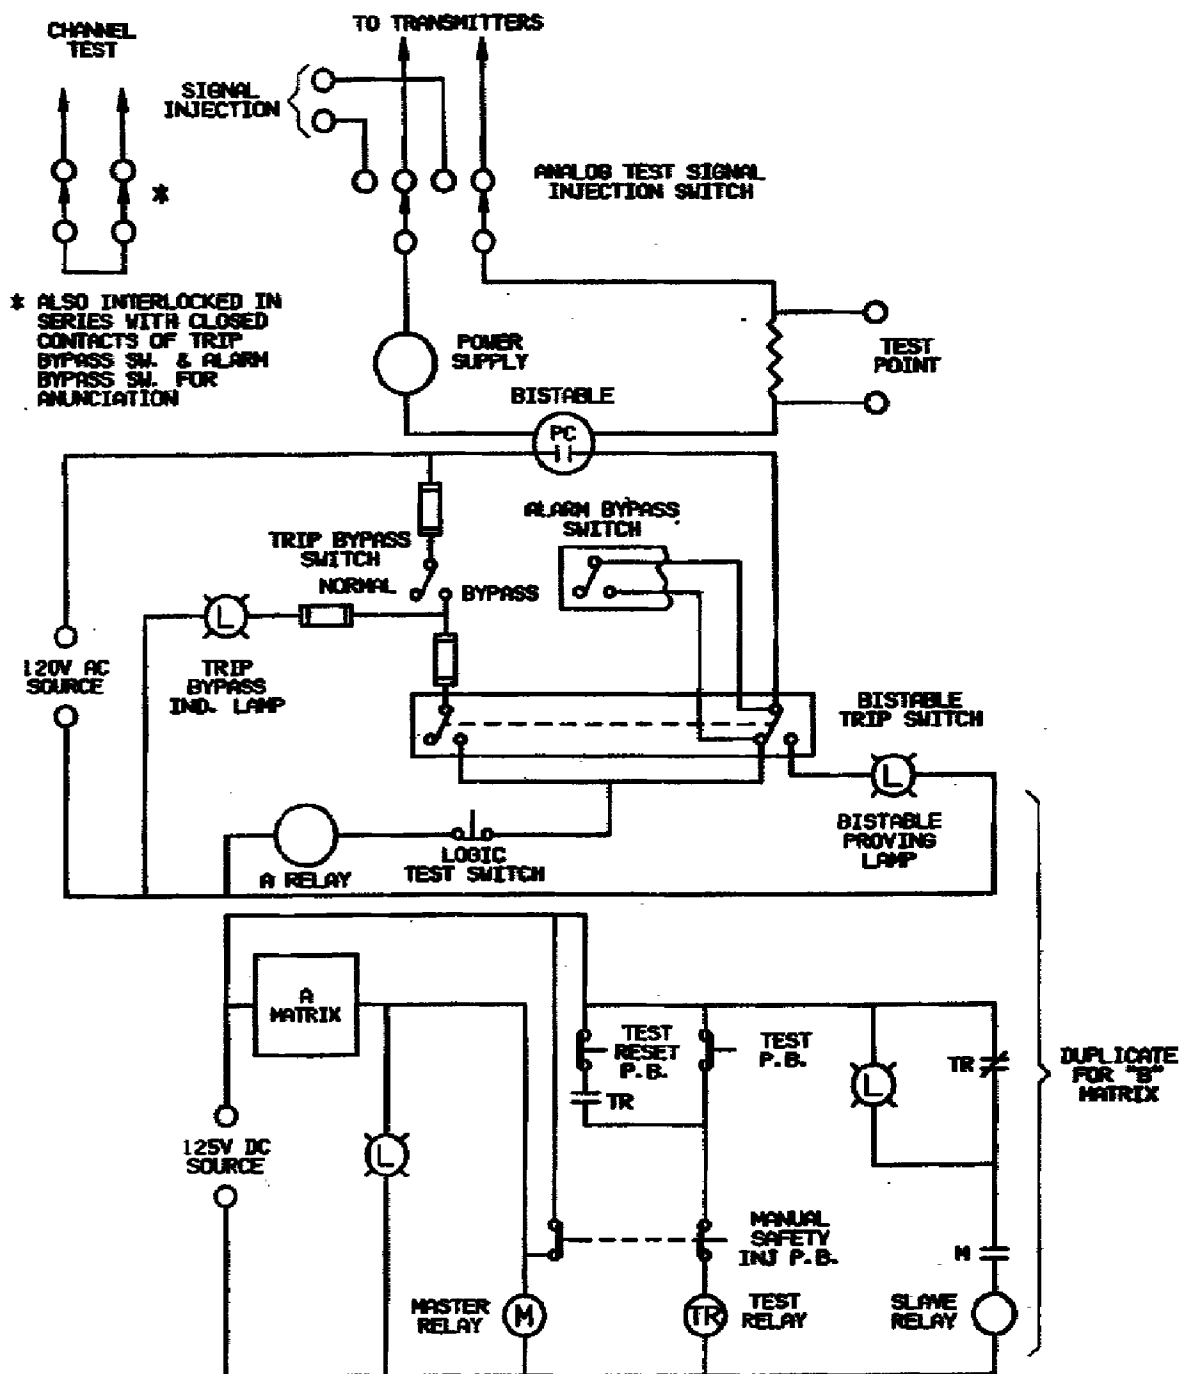 CHANNEL
TEST
TO TRANSMITTERS
SIGNAL
INJECTION
ANALOG TEST SIGNAL
INJECTION SWITCH
*
* ALSO INTERLOCKED IN
SERIES WITH CLOSED
CONTACTS OF TRIP
BYPASS SW. & ALARM
BYPASS SW. FOR
ANUNCIATION
POWER
SUPPLY
TEST
POINT
BISTABLE
PC
ALARM BYPASS
SWITCH
TRIP BYPASS
SWITCH
NORMAL
BYPASS
L
120V AC
SOURCE
TRIP
BYPASS
IND. LAMP
BISTABLE
TRIP SWITCH
L
BISTABLE
PROVING
LAMP
A RELAY
LOGIC
TEST SWITCH
A
MATRIX
TEST
RESET
P.B.
TEST
P.B.
TR
TR
L
DUPLICATE
FOR "B"
MATRIX
125V DC
SOURCE
L
MANUAL
SAFETY
INJ P.B.
M
MASTER
RELAY
M
TR
TEST
RELAY
SLAVE
RELAY